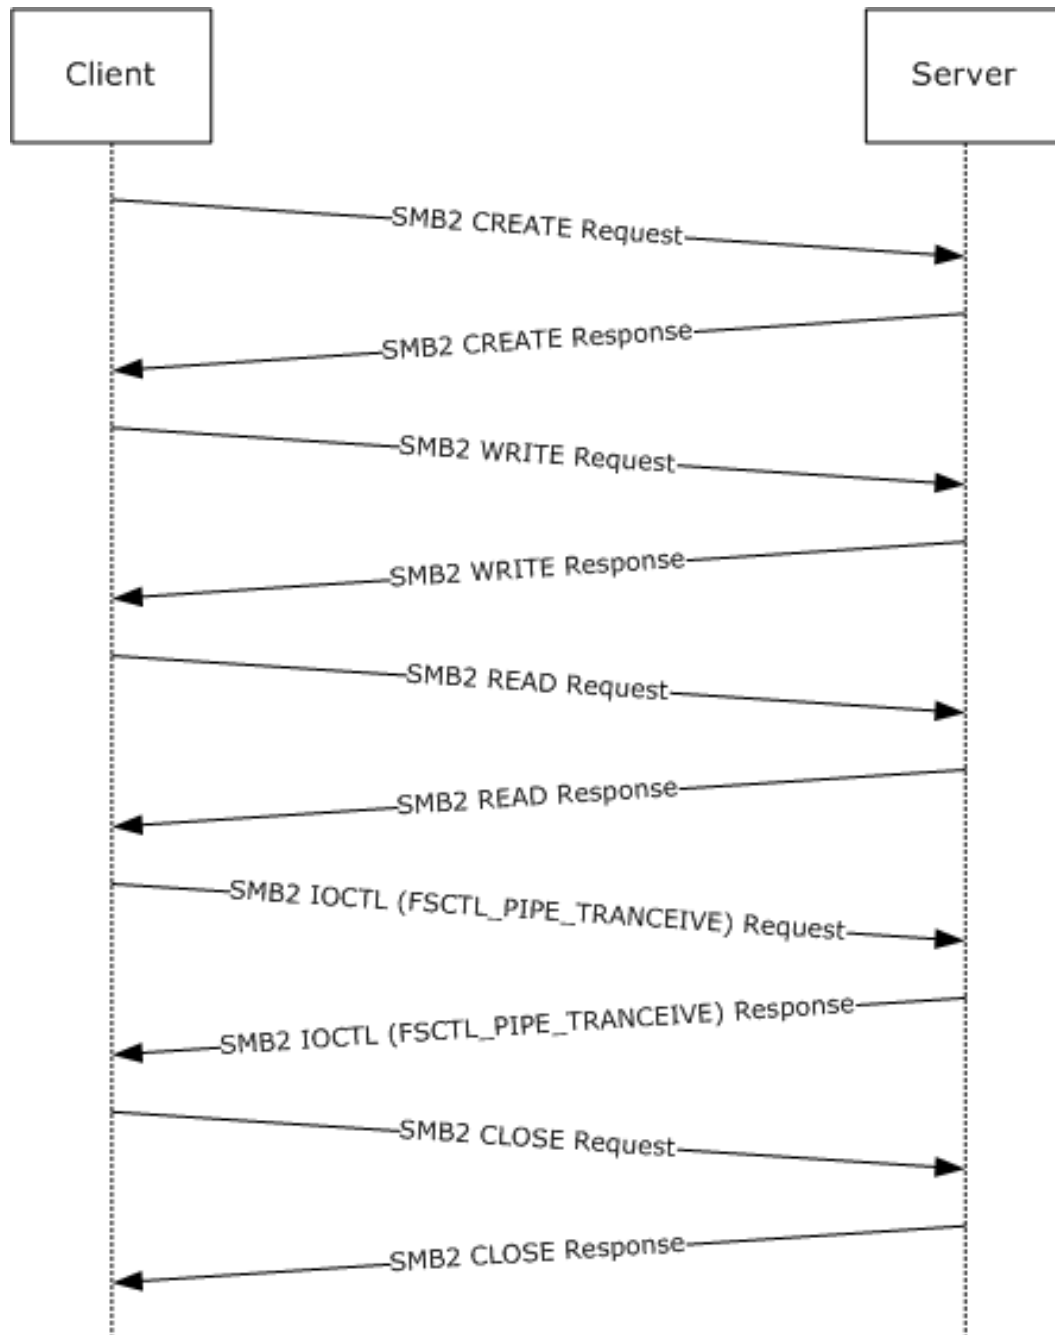 Client
Server
SMB2 CREATE Request
SMB2 CREATE Response
SMB2 WRITE Request
SMB2 WRITE Response
SMB2 READ Request
SMB2 READ Response
SMB2 IOCTL (FSCTL_PIPE_TRANCEIVE) Request
SMB2 IOCTL (FSCTL_PIPE_TRANCEIVE) Response
SMB2 CLOSE Request
SMB2 CLOSE Response